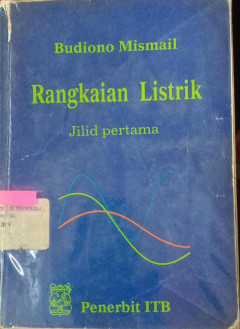 Budiono Mismail
Rangkaian Listrik
Jilid pertama
Penerbit ITB